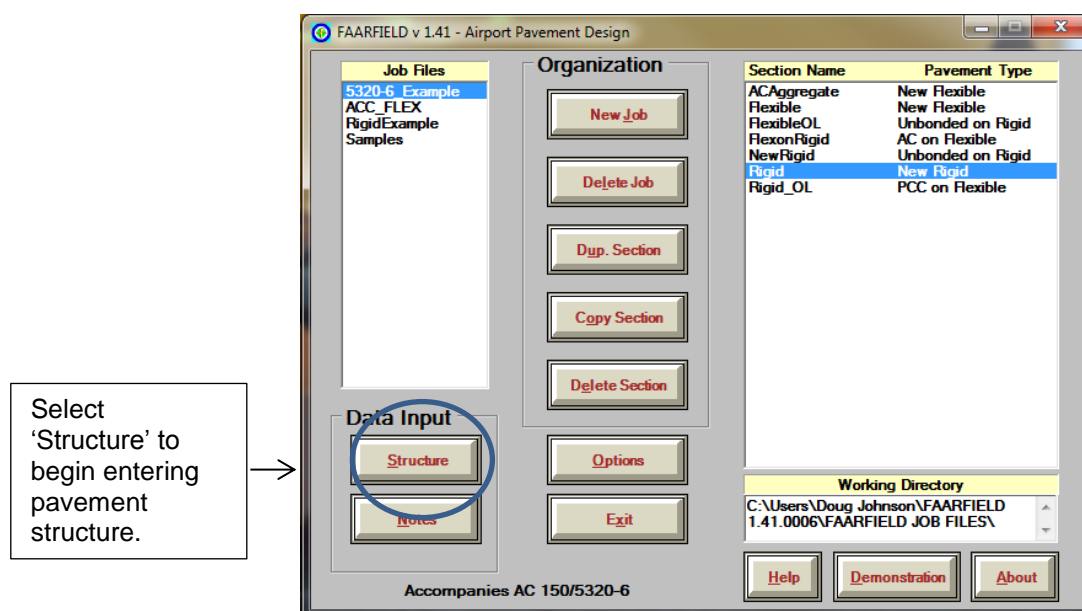 FAARFIELD v 1.41 - Airport Pavement Design
Job Files
5320-6_Example
ACC_FLEX
RigidExample
Samples
Organization
New Job
Delete Job
Dup. Section
Copy Section
Delete Section
Section Name Pavement Type
ACAggregate New Flexible
Flexible New Flexible
FlexibleOL Unbonded on Rigid
FlexonRigid AC on Flexible
NewRigid Unbonded on Rigid
Rigid New Rigid
Rigid_OL PCC on Flexible
Select
‘Structure’ to
begin entering
pavement
structure.
Data Input
Structure
Notes
Options
Exit
Working Directory
C:\Users\Doug Johnson\FAARFIELD
1.41.0006\FAARFIELD JOB FILES\
Help
Demonstration
About
Accompanies AC 150/5320-6